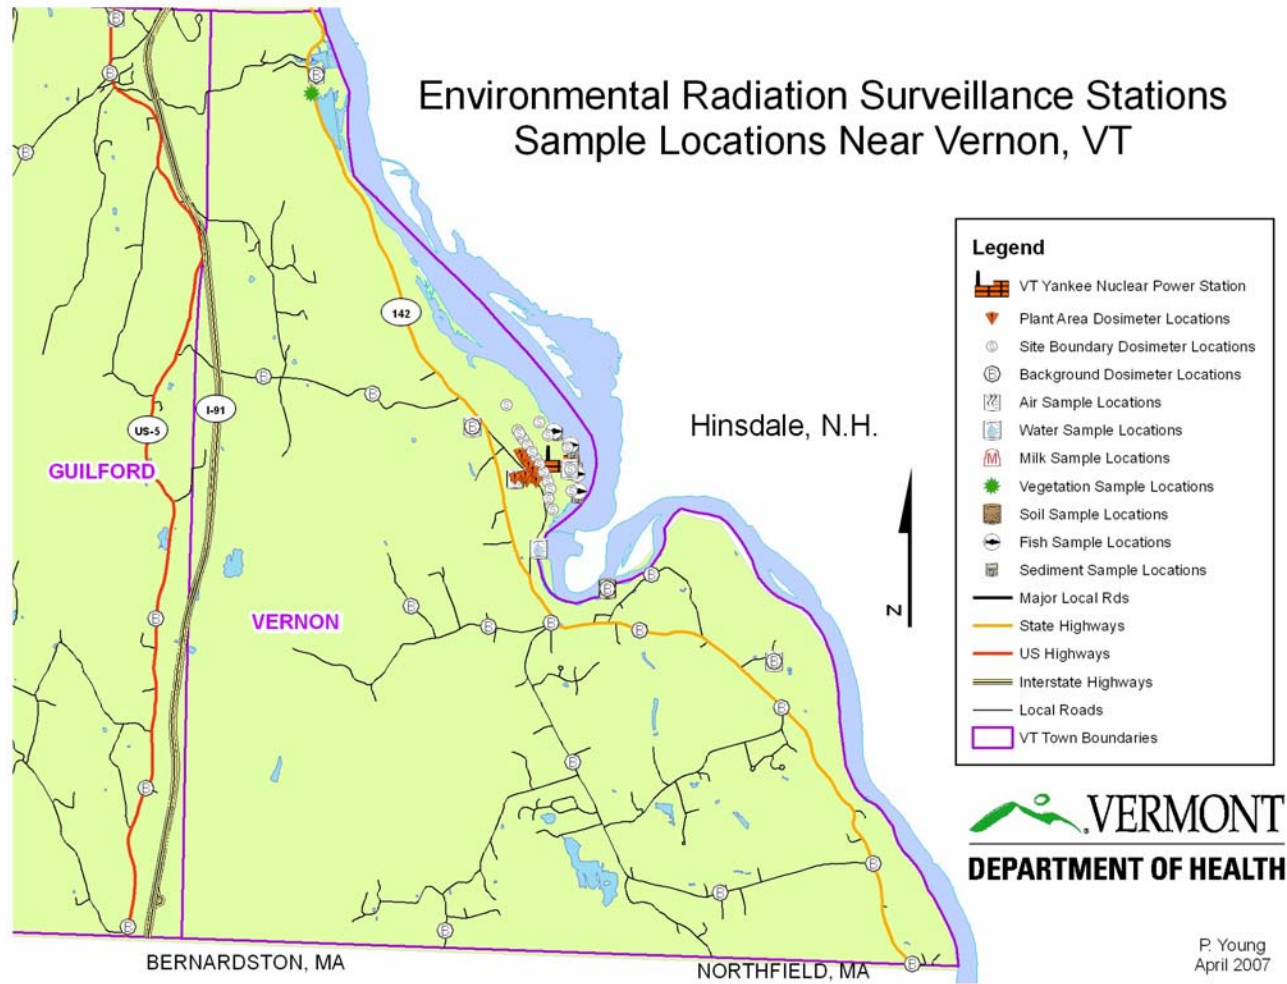 Environmental Radiation Surveillance Stations
Sample Locations Near Vernon, VT
Legend
VT Yankee Nuclear Power Station
Plant Area Dosimeter Locations
S Site Boundary Dosimeter Locations
B Background Dosimeter Locations
Air Sample Locations
Water Sample Locations
M Milk Sample Locations
Vegetation Sample Locations
Soil Sample Locations
Fish Sample Locations
Sediment Sample Locations
Major Local Rds
State Highways
US Highways
Interstate Highways
Local Roads
VT Town Boundaries
142
I-91
US-5
Hinsdale, N.H.
GUILFORD
VERNON
N
VERMONT
DEPARTMENT OF HEALTH
BERNARDSTON, MA
NORTHFIELD, MA
P. Young
April 2007